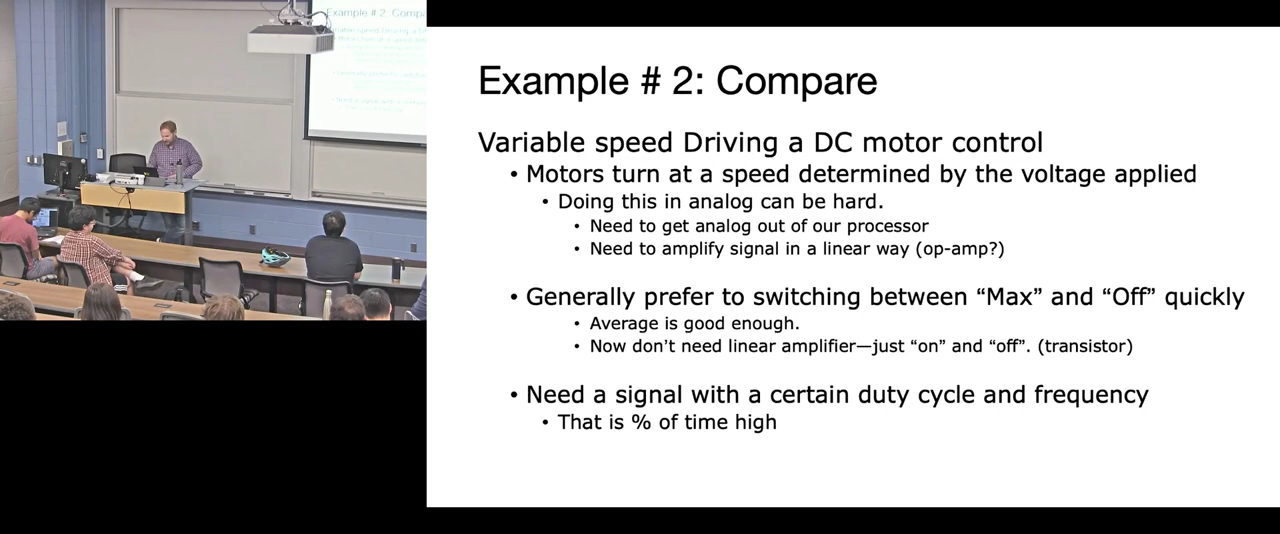 Example # 2: Compare
Variable speed Driving a DC motor control
• Motors turn at a speed determined by the voltage applied
• Doing this in analog can be hard.
• Need to get analog out of our processor
• Need to amplify signal in a linear way (op-amp?)
• Generally prefer to switching between “Max” and “Off” quickly
• Average is good enough.
• Now don’t need linear amplifier—just “on” and “off”. (transistor)
• Need a signal with a certain duty cycle and frequency
• That is % of time high